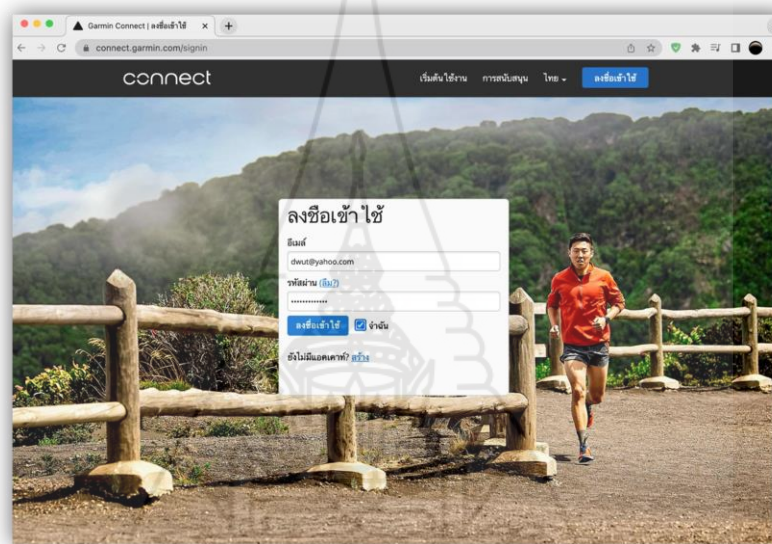 Garmin Connect | ลงชื่อเข้าใช้
connect.garmin.com/signin
connect
เริ่มต้นใช้งาน การสนับสนุน ไทย ลงชื่อเข้าใช้
ลงชื่อเข้าใช้
อีเมล์
dwut@yahoo.com
รหัสผ่าน (ลืม?)
•••••••••••••
ลงชื่อเข้าใช้ จำฉัน
ยังไม่มีแอคเคาท์? สร้าง